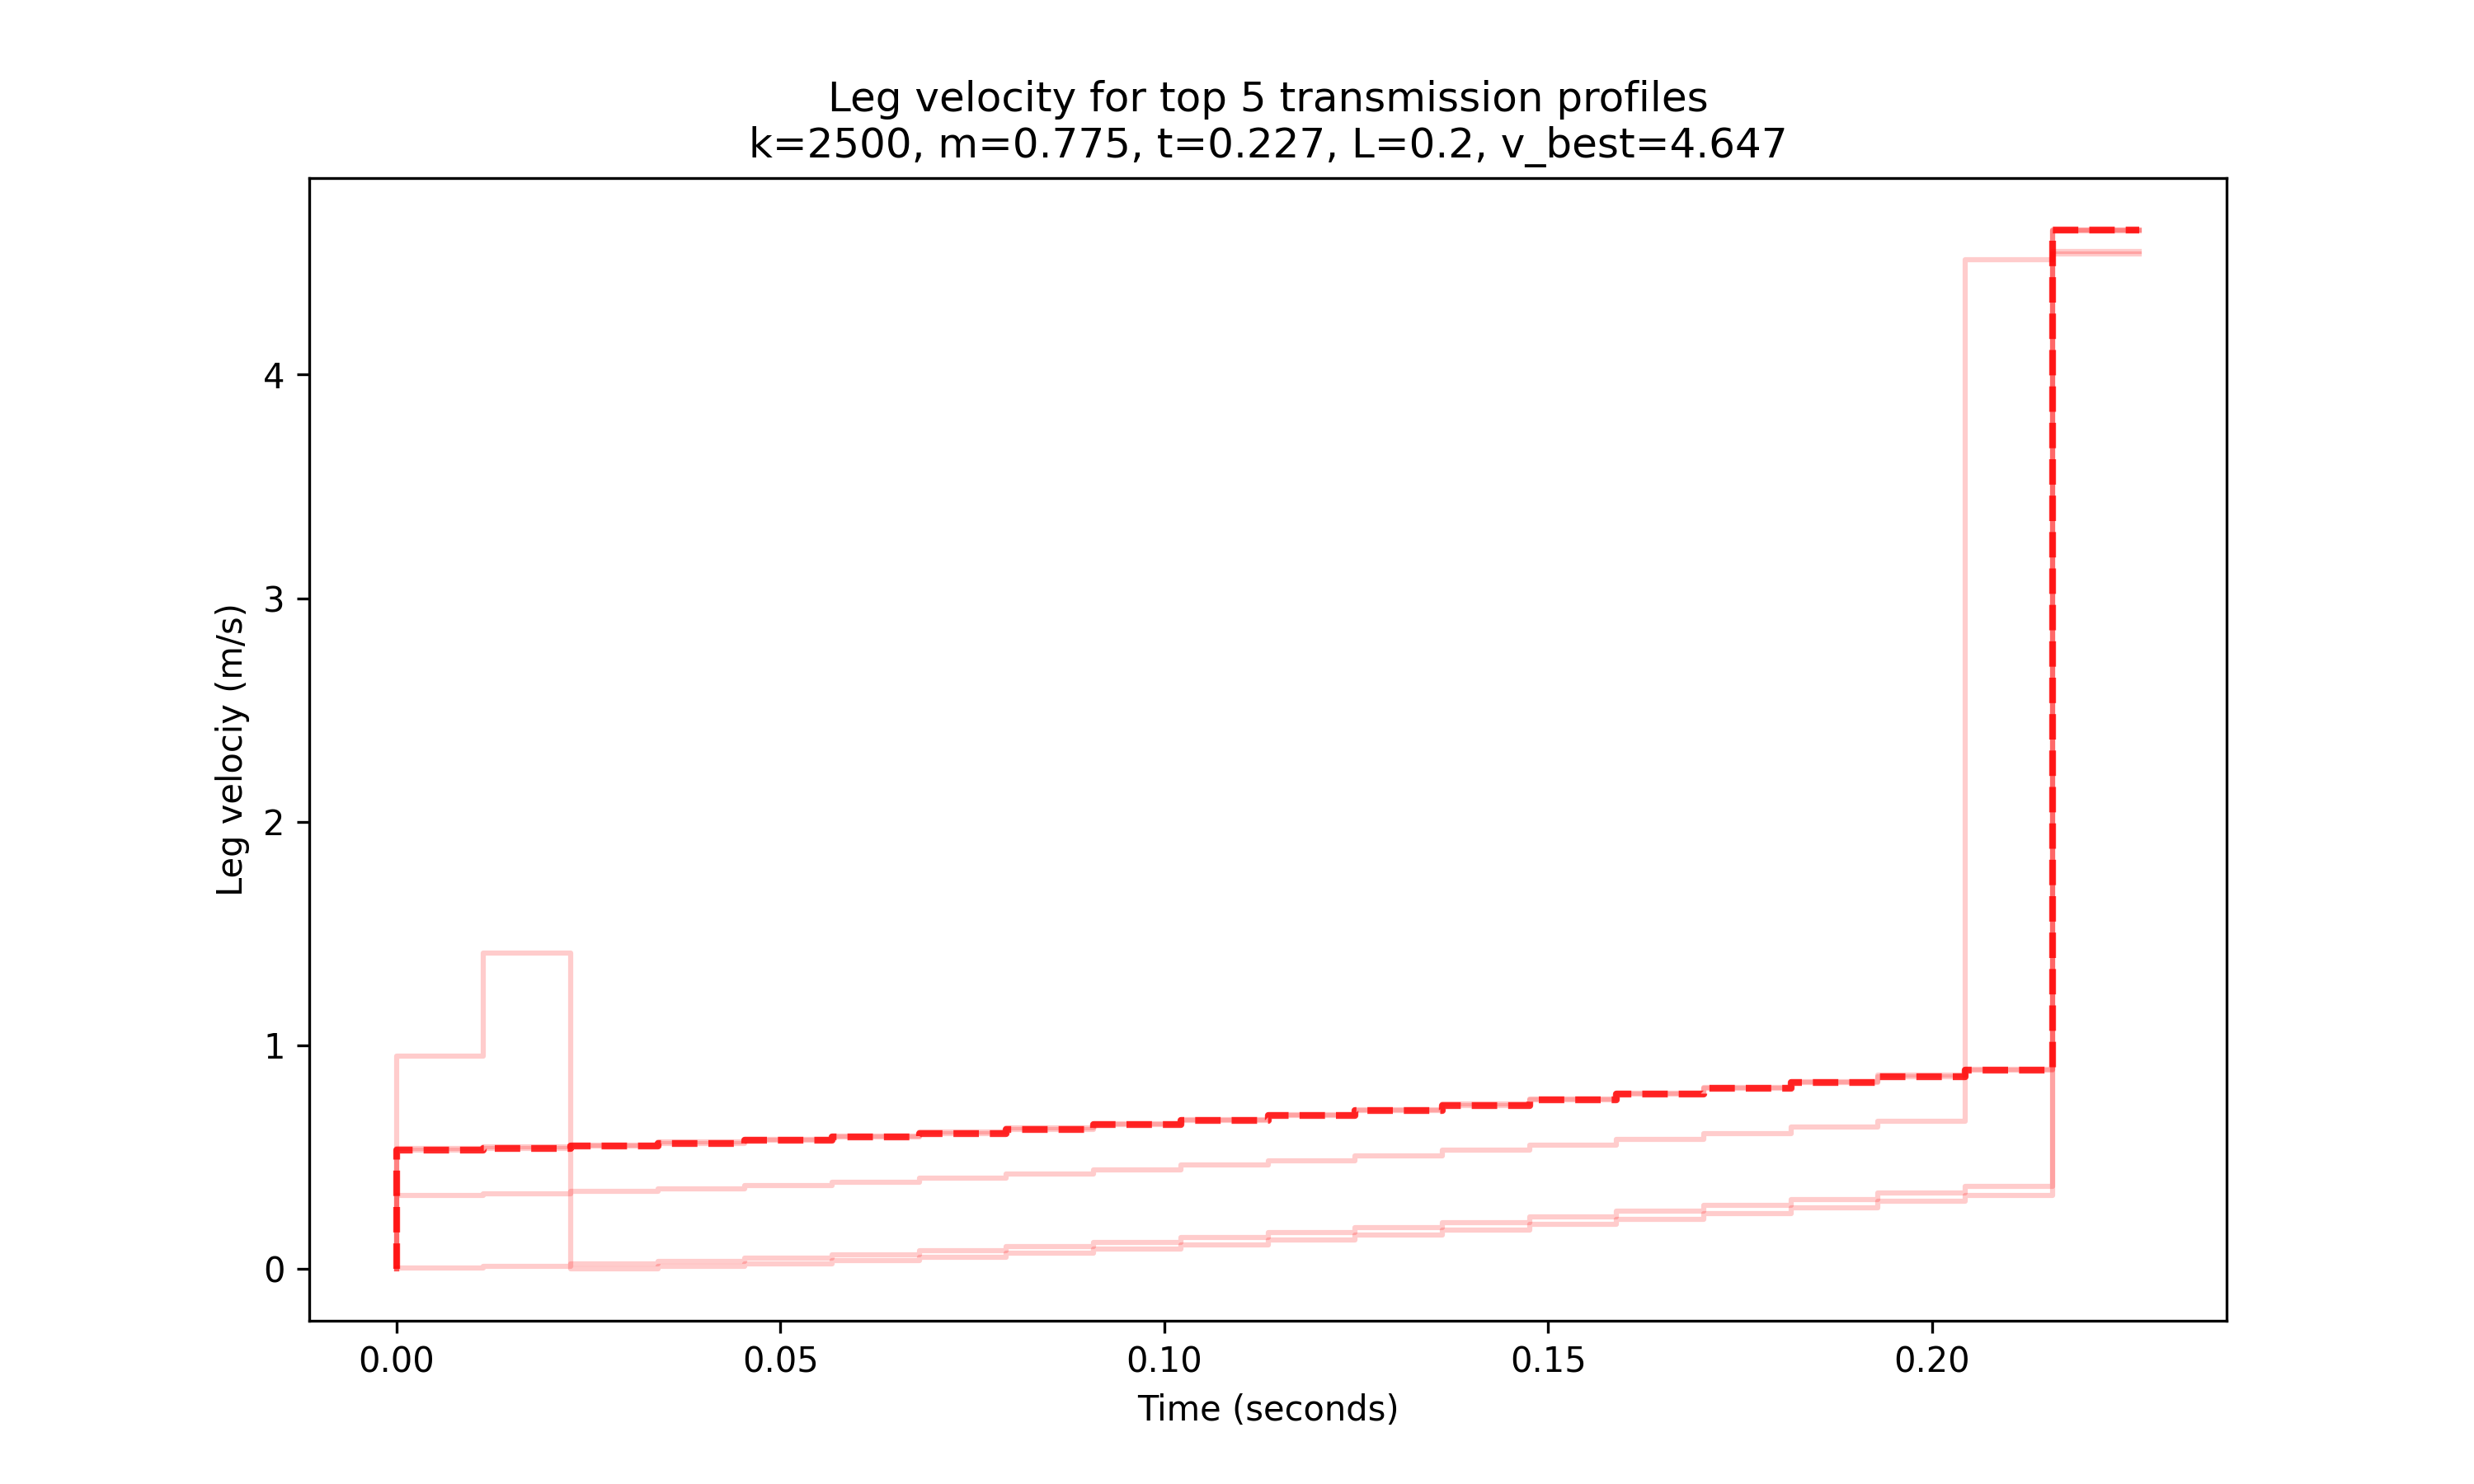 Leg velocity for top 5 transmission profiles
k=2500, m=0.775, t=0.227, L=0.2, v_best=4.647
Leg velociy (m/s)
4
3
2
1
0
0.00 0.05 0.10 0.15 0.20
Time (seconds)